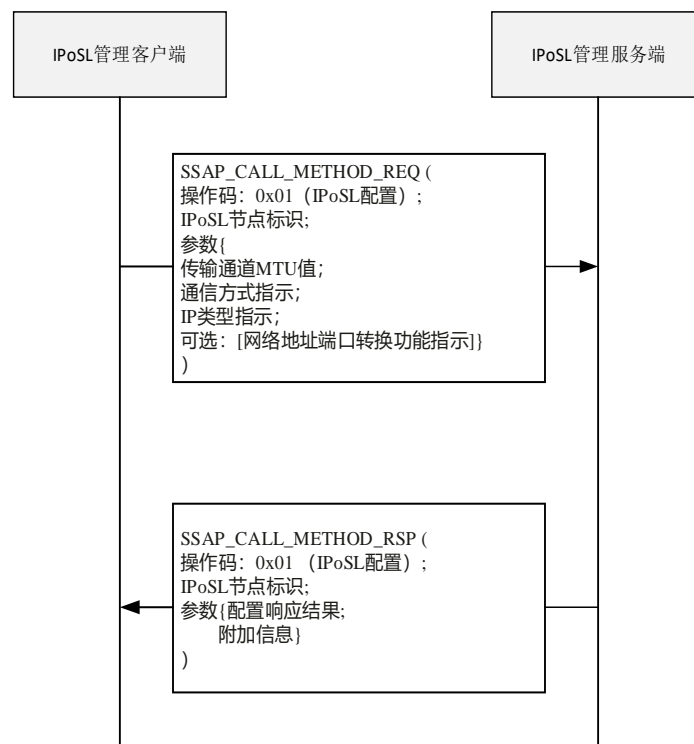 IPoSL管理客户端
IPoSL管理服务端
SSAP_CALL_METHOD_REQ (
操作码：0x01（IPoSL配置）;
IPoSL节点标识;
参数{
传输通道MTU值;
通信方式指示;
IP类型指示;
可选：[网络地址端口转换功能指示]}
)
SSAP_CALL_METHOD_RSP (
操作码：0x01 （IPoSL配置）;
IPoSL节点标识;
参数{配置响应结果;
附加信息}
)